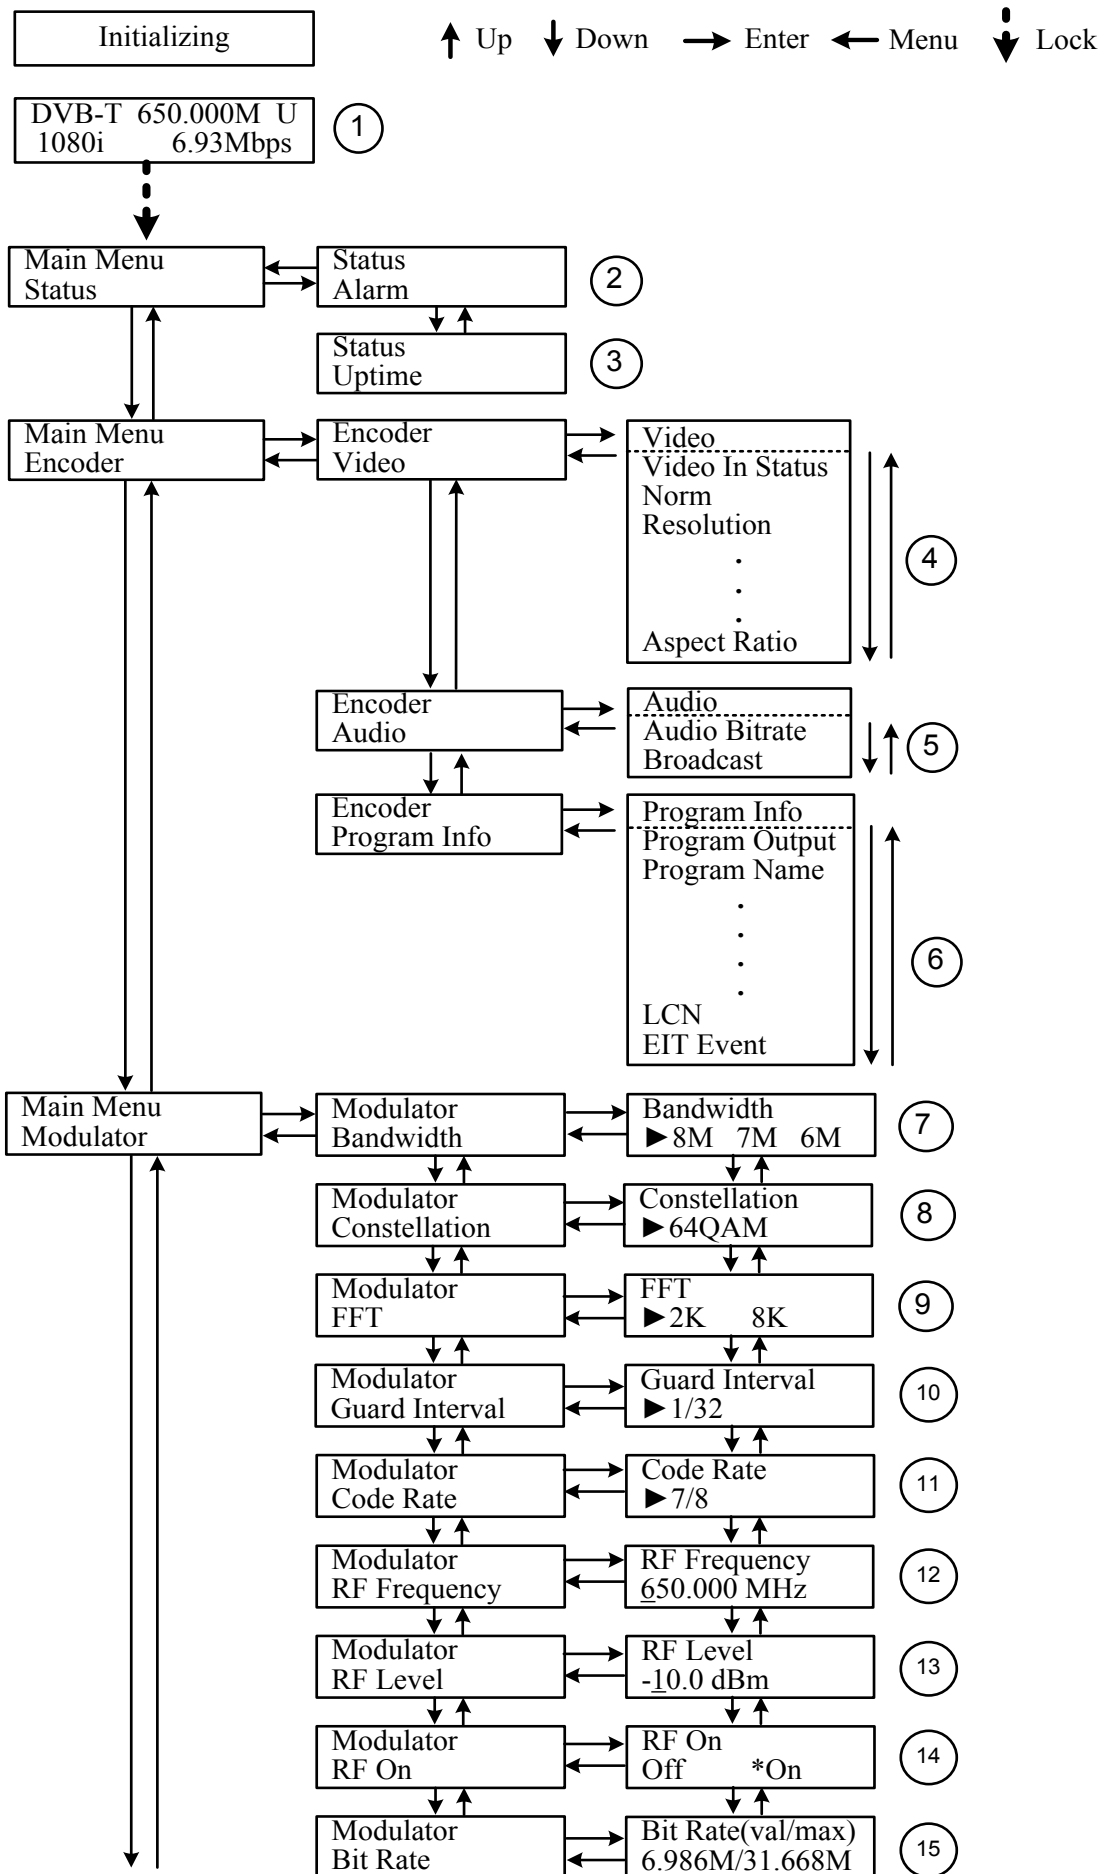 Initializing
Up Down Enter Menu Lock
DVB-T 650.000M U
1080i 6.93Mbps
1
Main Menu
Status
Status
Alarm
2
Status
Uptime
3
Main Menu
Encoder
Encoder
Video
Video
Video In Status
Norm
Resolution
.
.
.
Aspect Ratio
4
Encoder
Audio
Audio
Audio Bitrate
Broadcast
5
Encoder
Program Info
Program Info
Program Output
Program Name
.
.
.
.
LCN
EIT Event
6
Main Menu
Modulator
Modulator
Bandwidth
Bandwidth
►8M 7M 6M
7
Modulator
Constellation
Constellation
►64QAM
8
Modulator
FFT
FFT
►2K 8K
9
Modulator
Guard Interval
Guard Interval
►1/32
10
Modulator
Code Rate
Code Rate
►7/8
11
Modulator
RF Frequency
RF Frequency
650.000 MHz
12
Modulator
RF Level
RF Level
-10.0 dBm
13
Modulator
RF On
RF On
Off *On
14
Modulator
Bit Rate
Bit Rate(val/max)
6.986M/31.668M
15